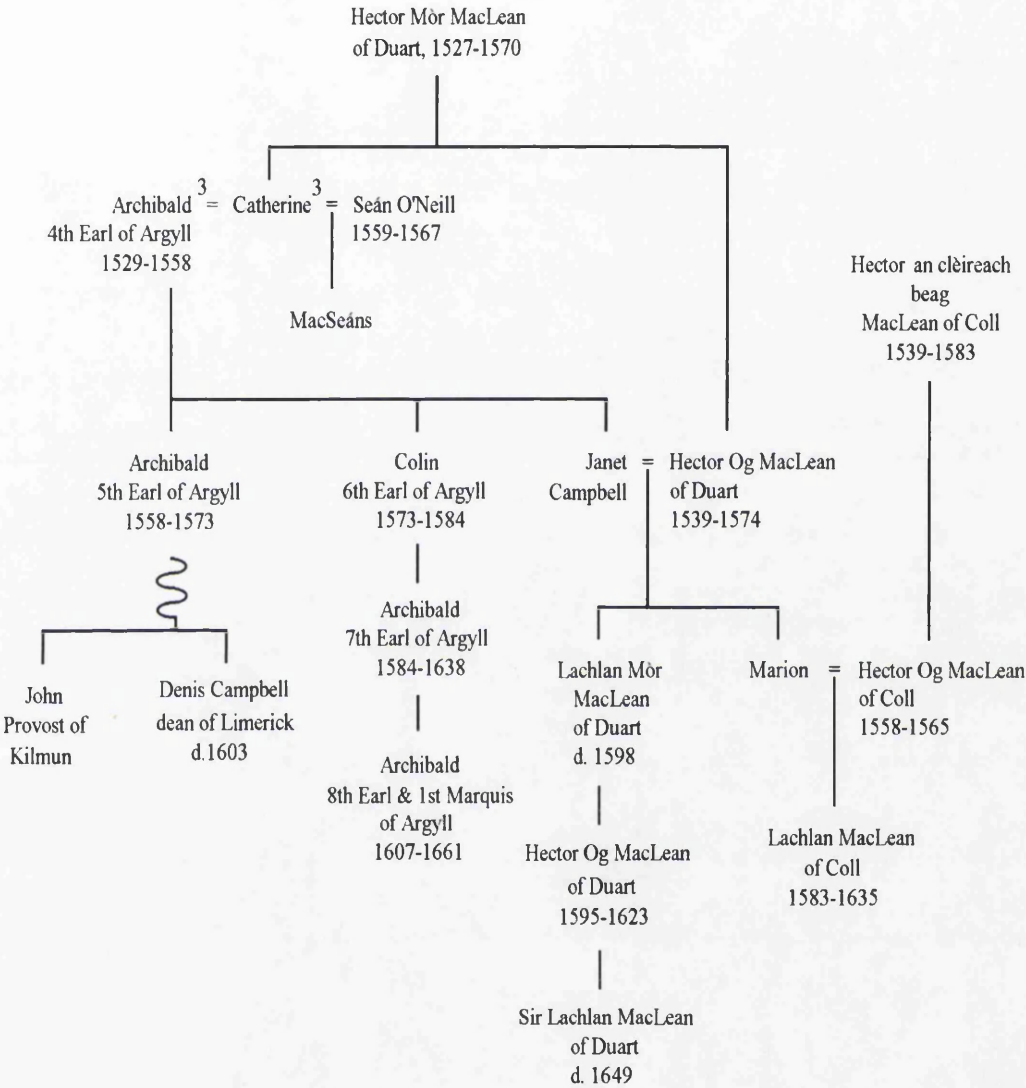 Hector Mòr MacLean
of Duart, 1527-1570
Archibald 3 = Catherine 3 = Seán O'Neill
4th Earl of Argyll
1529-1558
1559-1567
MacSeáns
Hector an clèireach
beag
MacLean of Coll
1539-1583
Archibald
5th Earl of Argyll
1558-1573
Colin
6th Earl of Argyll
1573-1584
Janet = Hector Og MacLean
Campbell
of Duart
1539-1574
John
Provost of
Kilmun
Denis Campbell
dean of Limerick
d.1603
Archibald
7th Earl of Argyll
1584-1638
Archibald
8th Earl & 1st Marquis
of Argyll
1607-1661
Lachlan Mòr
MacLean
of Duart
d. 1598
Marion = Hector Og MacLean
of Coll
1558-1565
Hector Og MacLean
of Duart
1595-1623
Lachlan MacLean
of Coll
1583-1635
Sir Lachlan MacLean
of Duart
d. 1649